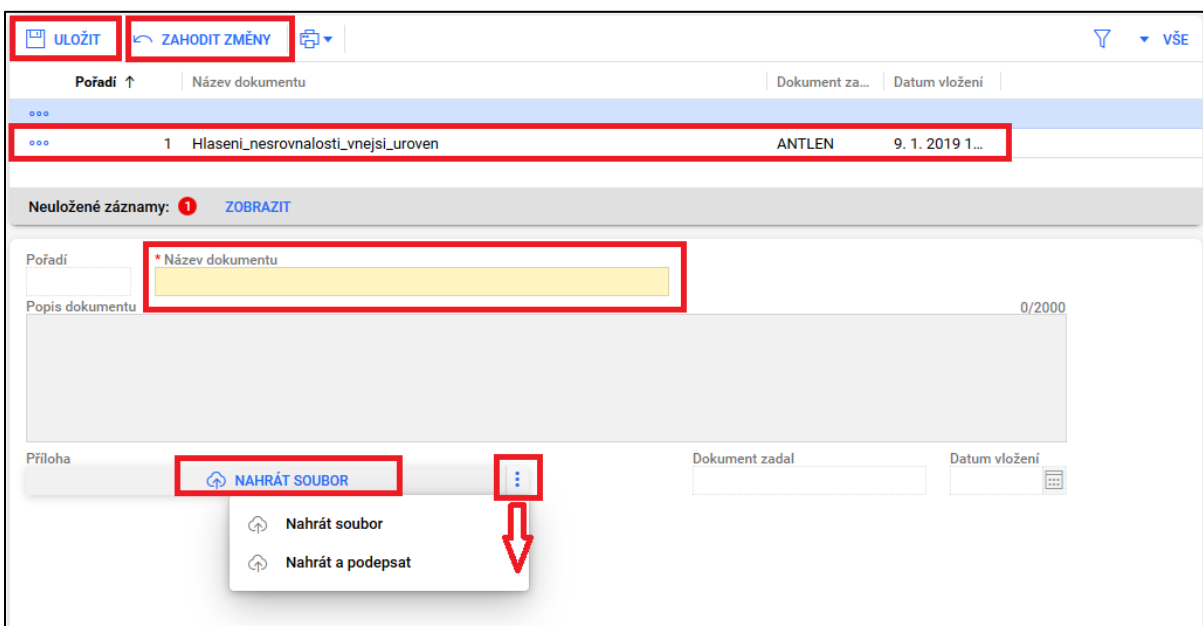 ULOŽIT ZAHODIT ZMĚNY VŠE
Pořadí ↑ Název dokumentu Dokument za... Datum vložení
1 Hlaseni_nesrovnalosti_vnejsi_uroven ANTLEN 9. 1. 2019 1...
Neuložené záznamy: 1 ZOBRAZIT
Pořadí * Název dokumentu
Popis dokumentu 0/2000
Příloha Dokument zadal Datum vložení
NAHRÁT SOUBOR
Nahrát soubor
Nahrát a podepsat